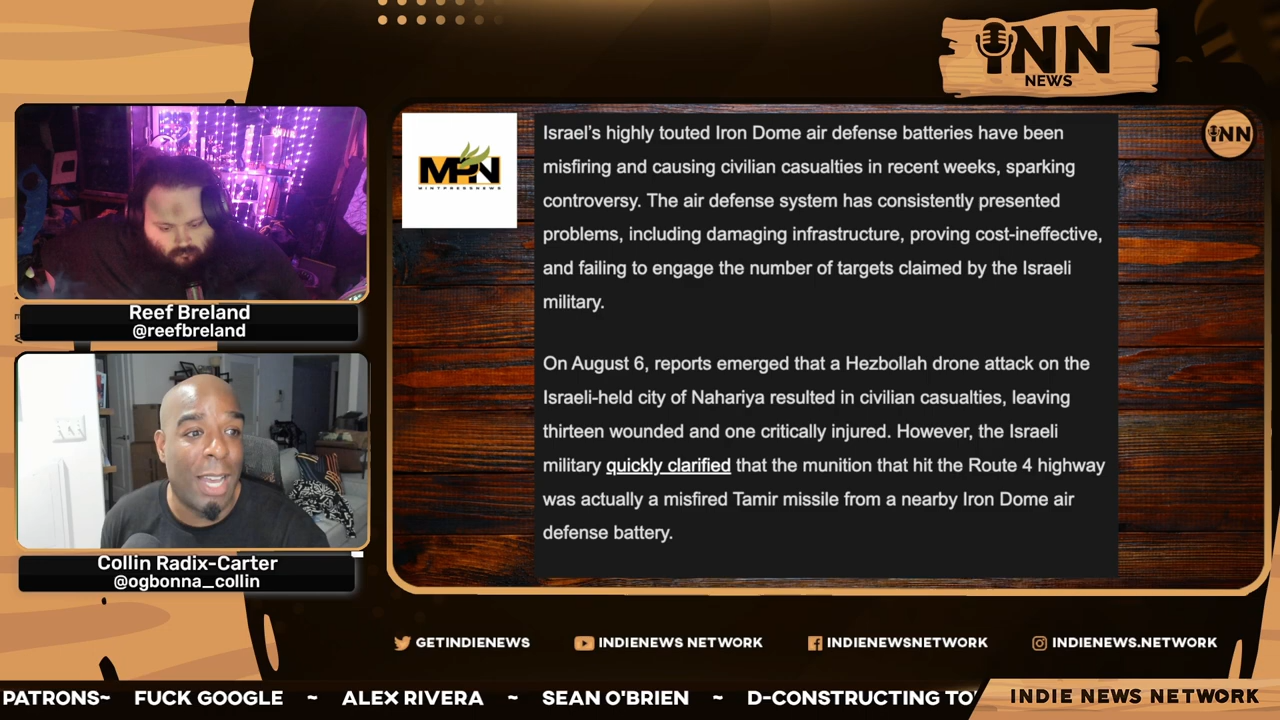 INN
NEWS
INN
MPN
MINTPRESSNEWS
Israel's highly touted Iron Dome air defense batteries have been
misfiring and causing civilian casualties in recent weeks, sparking
controversy. The air defense system has consistently presented
problems, including damaging infrastructure, proving cost-ineffective,
and failing to engage the number of targets claimed by the Israeli
military.
On August 6, reports emerged that a Hezbollah drone attack on the
Israeli-held city of Nahariya resulted in civilian casualties, leaving
thirteen wounded and one critically injured. However, the Israeli
military quickly clarified that the munition that hit the Route 4 highway
was actually a misfired Tamir missile from a nearby Iron Dome air
defense battery.
Reef Breland
@reefbreland
Collin Radix-Carter
@ogbonna_collin
GETINDIENEWS
INDIENEWS NETWORK
INDIENEWSNETWORK
INDIENEWS.NETWORK
PATRONS~ FUCK GOOGLE ~ ALEX RIVERA ~ SEAN O'BRIEN ~ D-CONSTRUCTING
INDIE NEWS NETWORK